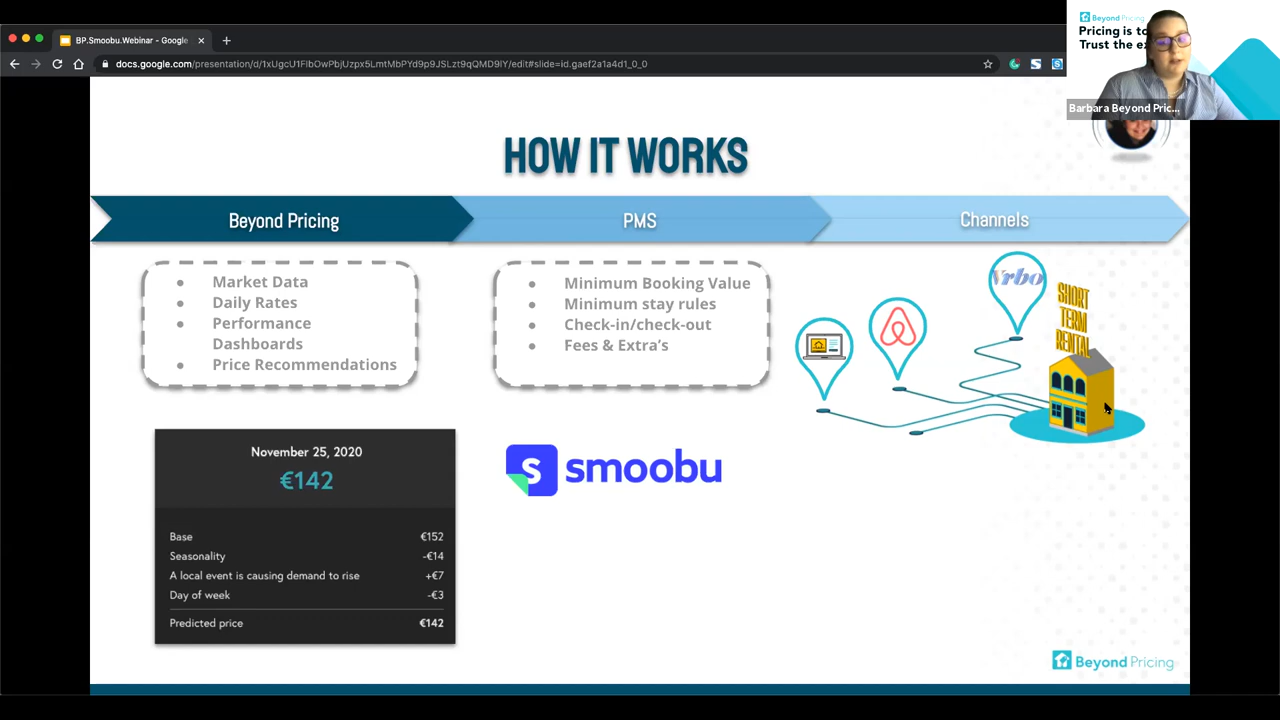 BP.Smoobu.Webinar - Google
docs.google.com/presentation/d/1xUgcU1FIbOwPbjUzpx5LmtMbPYd9p9JSLzt9qQMD9IY/edit#slide=id.gaef2a1a4d1_0_0
Beyond Pricing
Pricing is to
Trust the e
Barbara Beyond Pric...
HOW IT WORKS
Beyond Pricing
PMS
Channels
● Market Data
● Daily Rates
● Performance
Dashboards
● Price Recommendations
● Minimum Booking Value
● Minimum stay rules
● Check-in/check-out
● Fees & Extra's
Vrbo
SHORT
TERM
RENTAL
November 25, 2020
€142
Base €152
Seasonality -€14
A local event is causing demand to rise +€7
Day of week -€3
Predicted price €142
S smoobu
Beyond Pricing